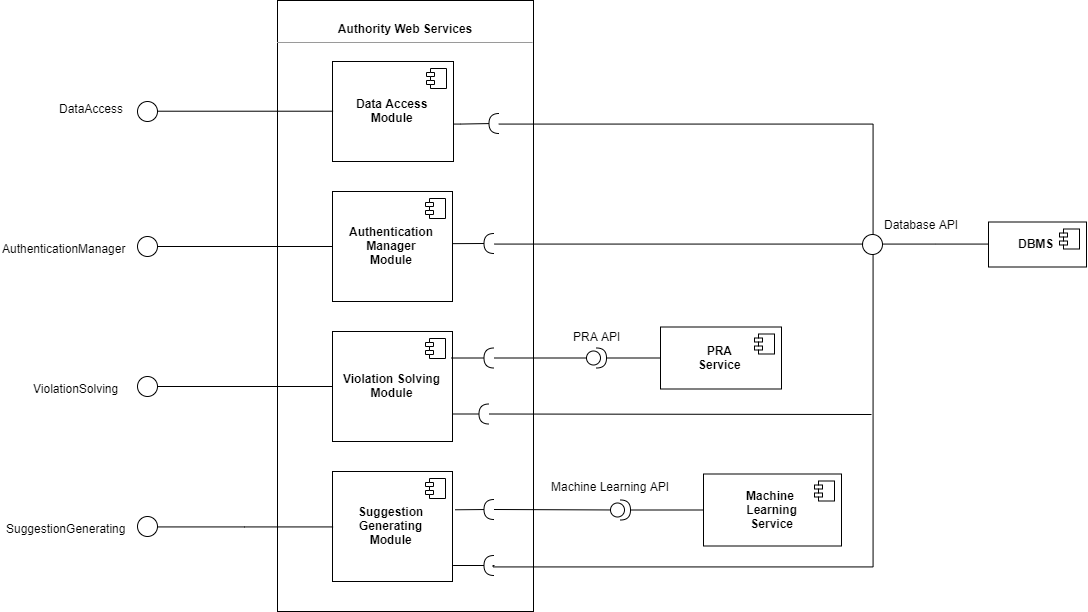 Authority Web Services
DataAccess
Data Access
Module
AuthenticationManager
Authentication
Manager
Module
Database API
DBMS
ViolationSolving
Violation Solving
Module
PRA API
PRA
Service
SuggestionGenerating
Suggestion
Generating
Module
Machine Learning API
Machine
Learning
Service